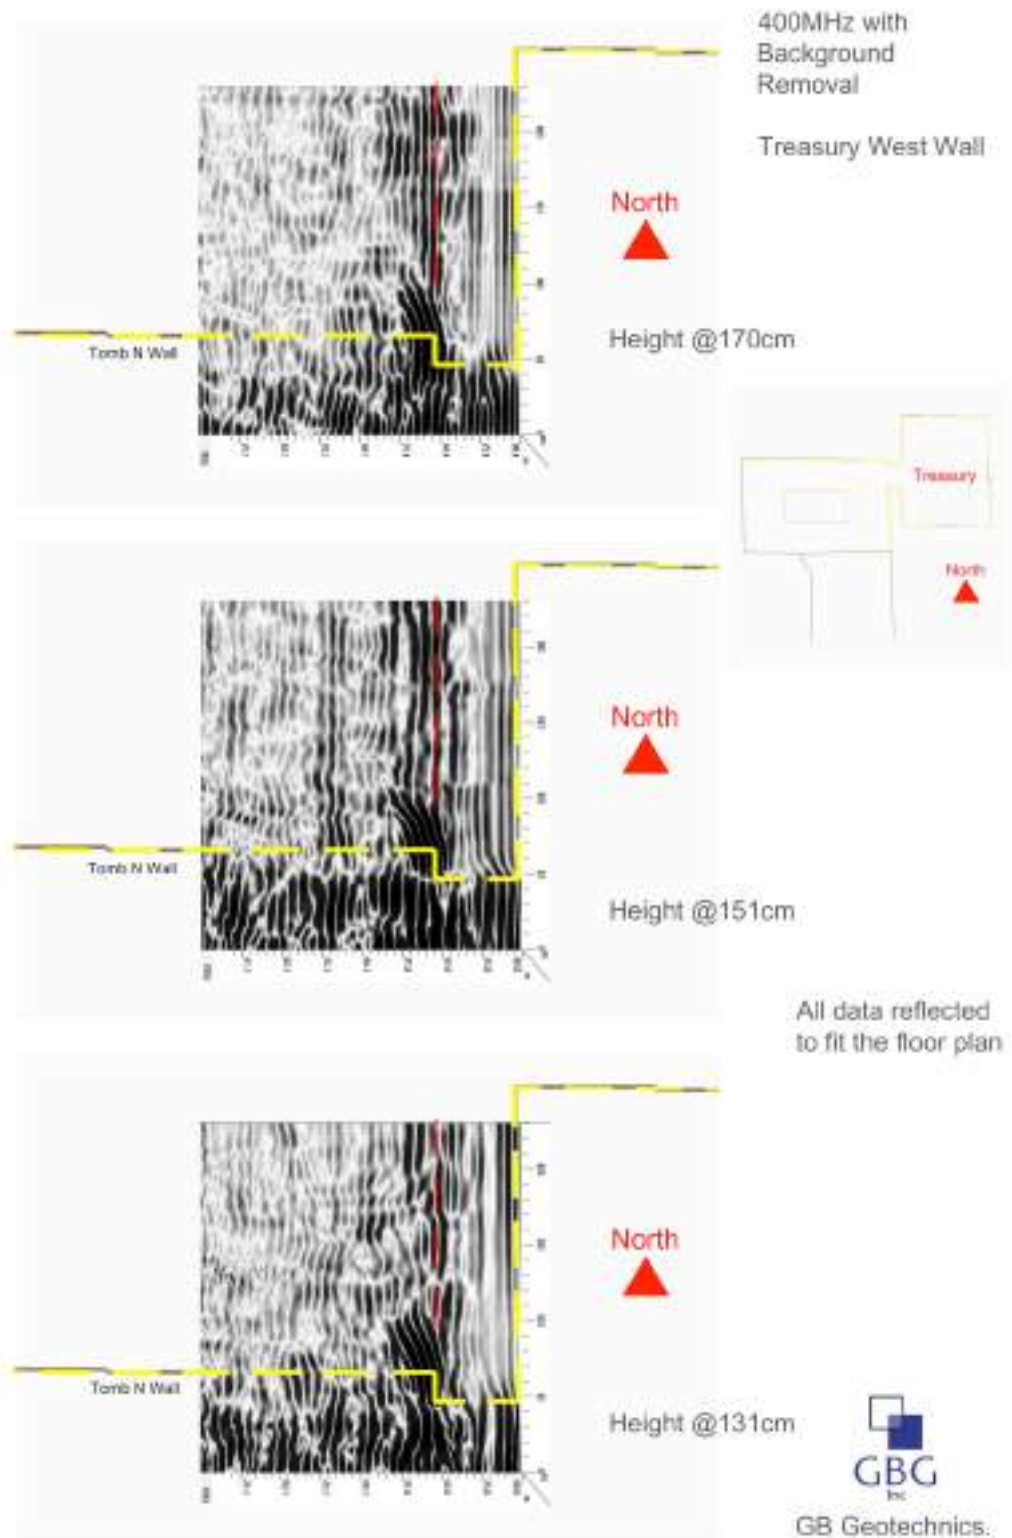 400MHz with
Background
Removal
Treasury West Wall
North
Height @170cm
Tomb N Wall
Treasury
North
North
Height @151cm
Tomb N Wall
All data reflected
to fit the floor plan
North
Height @131cm
Tomb N Wall
GBG
Inc
GB Geotechnics.